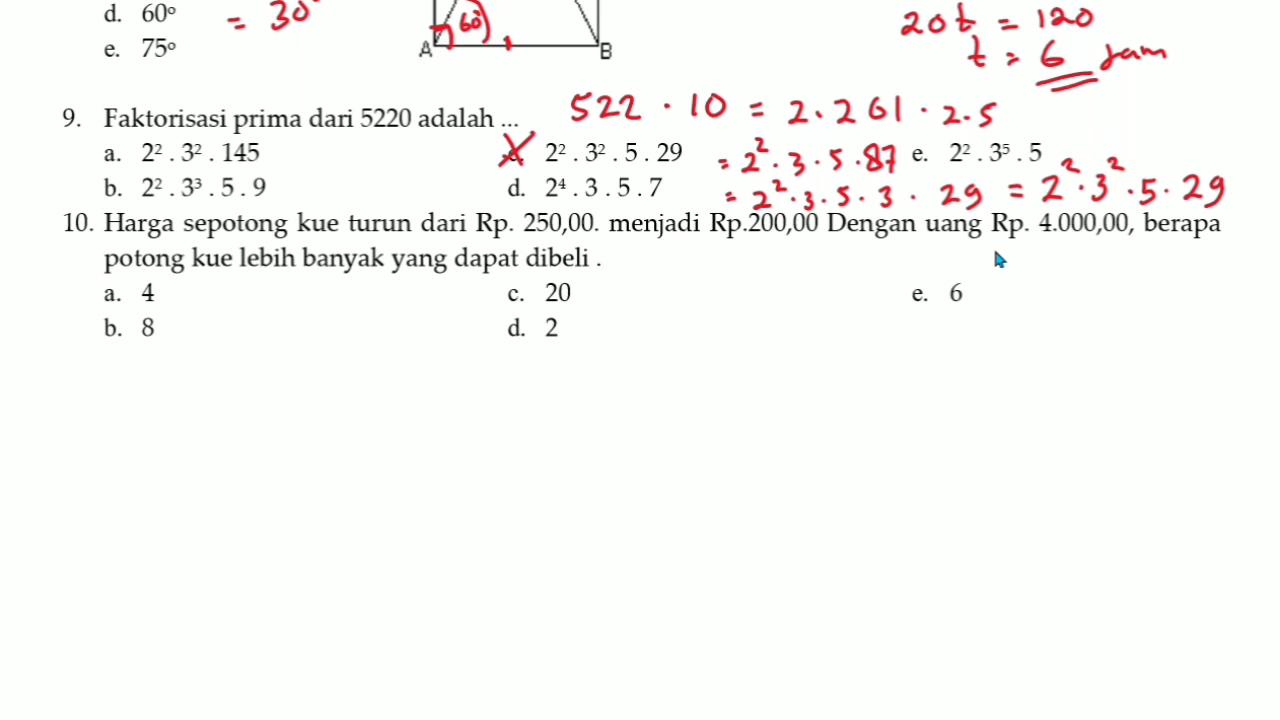 d. 60°
= 30°
60°
20t = 120
e. 75°
A
B
t = 6 Jam
9. Faktorisasi prima dari 5220 adalah ...
522 · 10 = 2 · 261 · 2 · 5
a. 2² . 3² . 145
2² . 3² . 5 . 29
= 2² · 3 · 5 · 87
e. 2² . 3⁵ . 5
b. 2² . 3³ . 5 . 9
d. 2⁴ . 3 . 5 . 7
= 2² · 3 · 5 · 3 · 29 = 2² · 3² · 5 · 29
10. Harga sepotong kue turun dari Rp. 250,00. menjadi Rp.200,00 Dengan uang Rp. 4.000,00, berapa
potong kue lebih banyak yang dapat dibeli .
a. 4
c. 20
e. 6
b. 8
d. 2